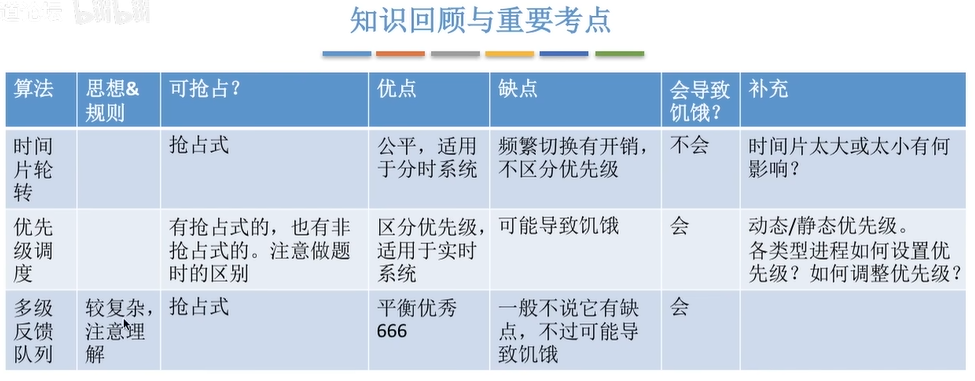 知识回顾与重要考点
算法
思想&
规则
可抢占？
优点
缺点
会导致
饥饿？
补充
时间
片轮
转
抢占式
公平，适用
于分时系统
频繁切换有开销，
不区分优先级
不会
时间片太大或太小有何
影响？
优先
级调
度
有抢占式的，也有非
抢占式的。注意做题
时的区别
区分优先级，
适用于实时
系统
可能导致饥饿
会
动态/静态优先级。
各类型进程如何设置优
先级？如何调整优先级？
多级
反馈
队列
较复杂，
注意理
解
抢占式
平衡优秀
666
一般不说它有缺
点，不过可能导
致饥饿
会